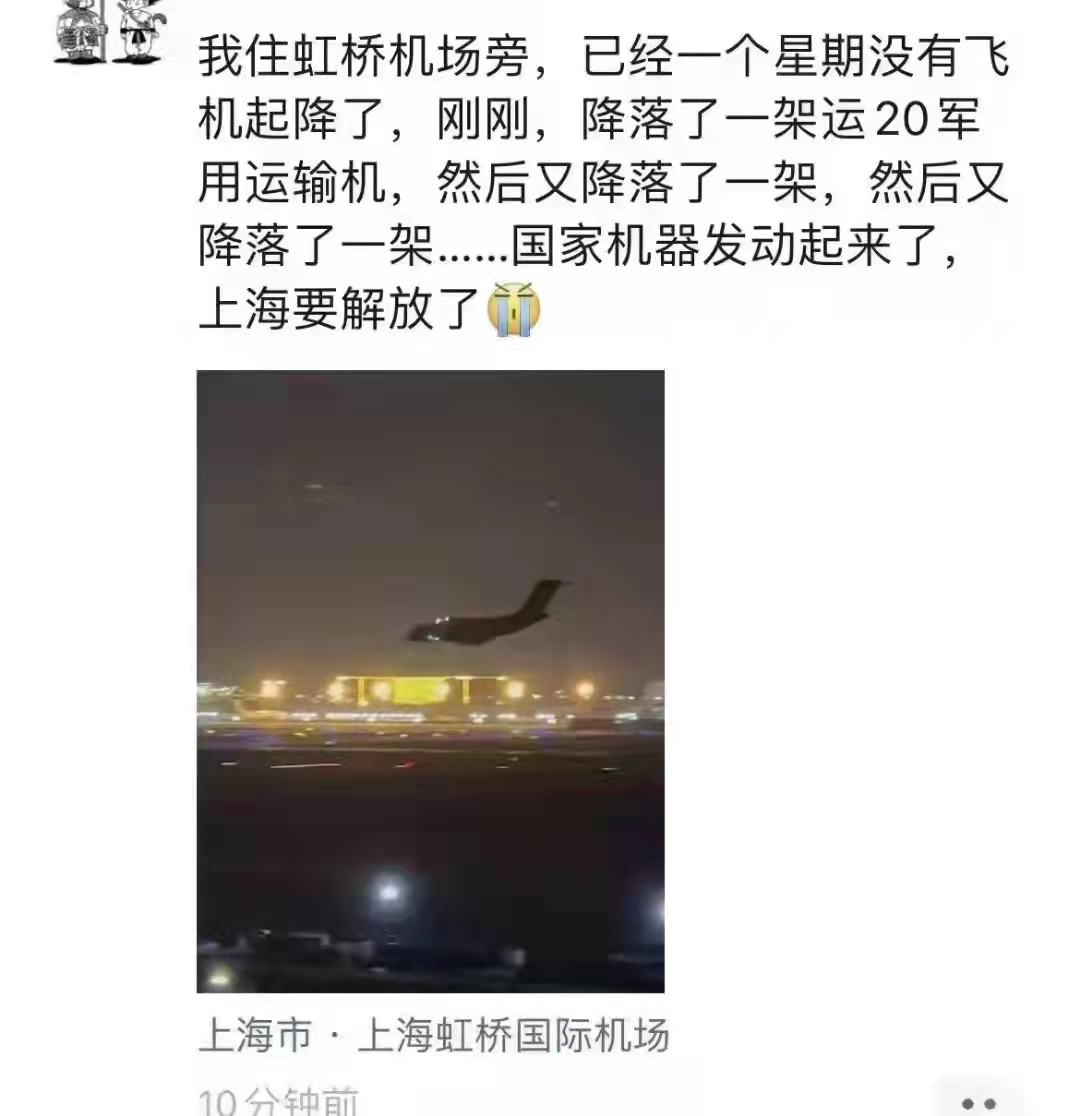 我住虹桥机场旁，已经一个星期没有飞
机起降了，刚刚，降落了一架运20军
用运输机，然后又降落了一架，然后又
降落了一架……国家机器发动起来了，
上海要解放了
上海市 · 上海虹桥国际机场
10分钟前